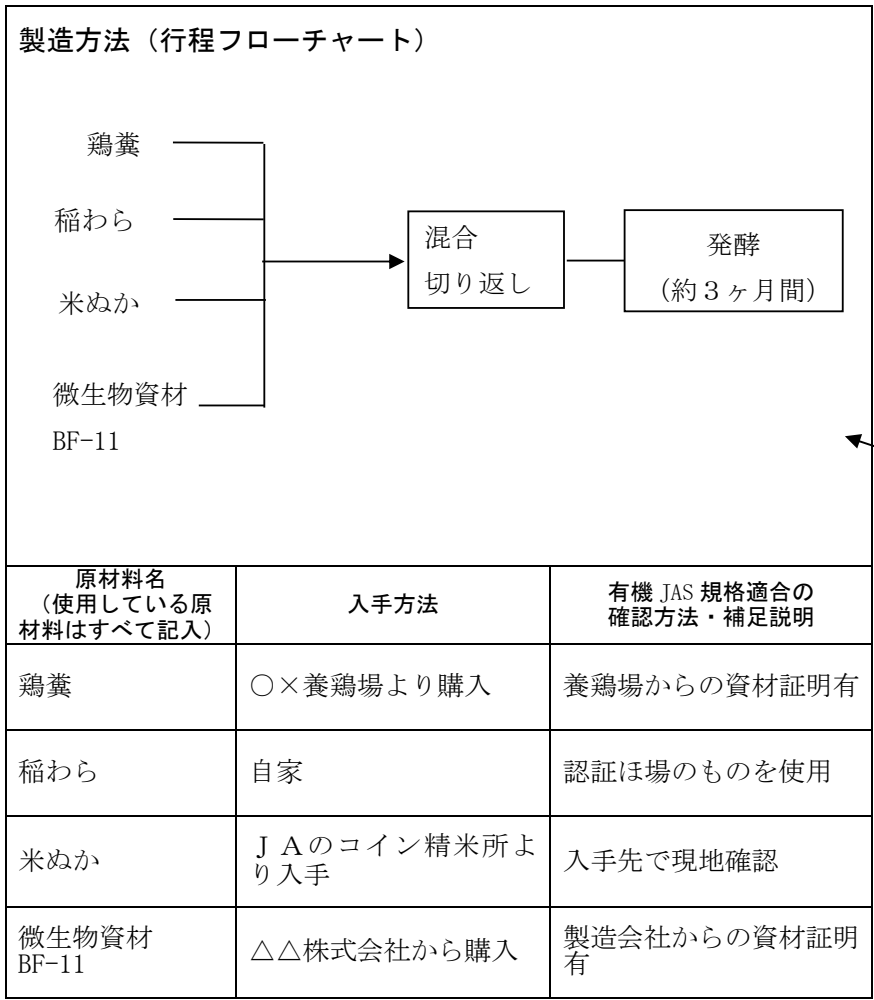 製造方法（行程フローチャート）
鶏糞
稲わら
米ぬか
微生物資材
BF-11
混合
切り返し
発酵
（約３ヶ月間）
原材料名
（使用している原
材料はすべて記入）
入手方法
有機 JAS 規格適合の
確認方法・補足説明
鶏糞
○×養鶏場より購入
養鶏場からの資材証明有
稲わら
自家
認証ほ場のものを使用
米ぬか
ＪＡのコイン精米所よ
り入手
入手先で現地確認
微生物資材
BF-11
△△株式会社から購入
製造会社からの資材証明
有